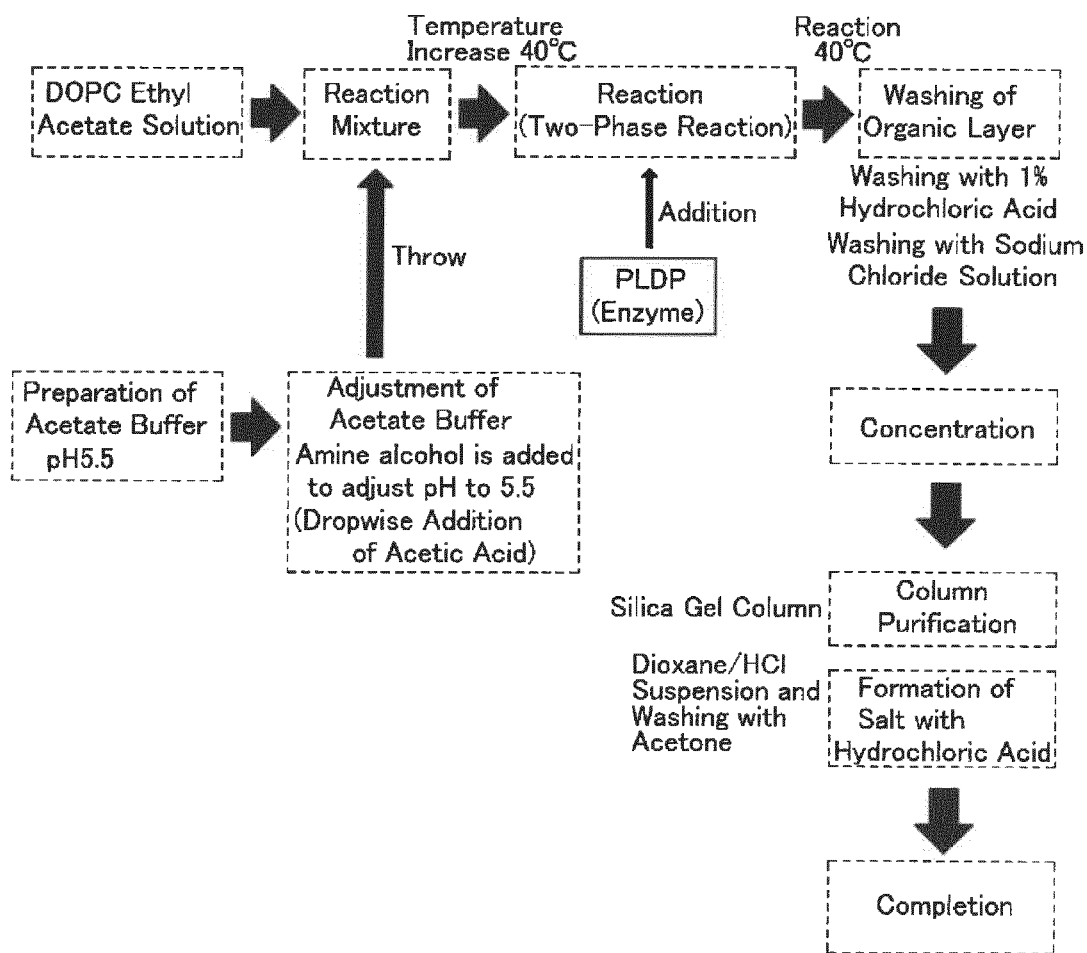 Temperature
Increase 40°C
Reaction
40°C
DOPC Ethyl
Acetate Solution
Reaction
Mixture
Reaction
(Two-Phase Reaction)
Washing of
Organic Layer
Washing with 1%
Hydrochloric Acid
Washing with Sodium
Chloride Solution
Throw
Addition
PLDP
(Enzyme)
Preparation of
Acetate Buffer
pH5.5
Adjustment of
Acetate Buffer
Amine alcohol is added
to adjust pH to 5.5
(Dropwise Addition
of Acetic Acid)
Concentration
Silica Gel Column
Column
Purification
Dioxane/HCl
Suspension and
Washing with
Acetone
Formation of
Salt with
Hydrochloric Acid
Completion